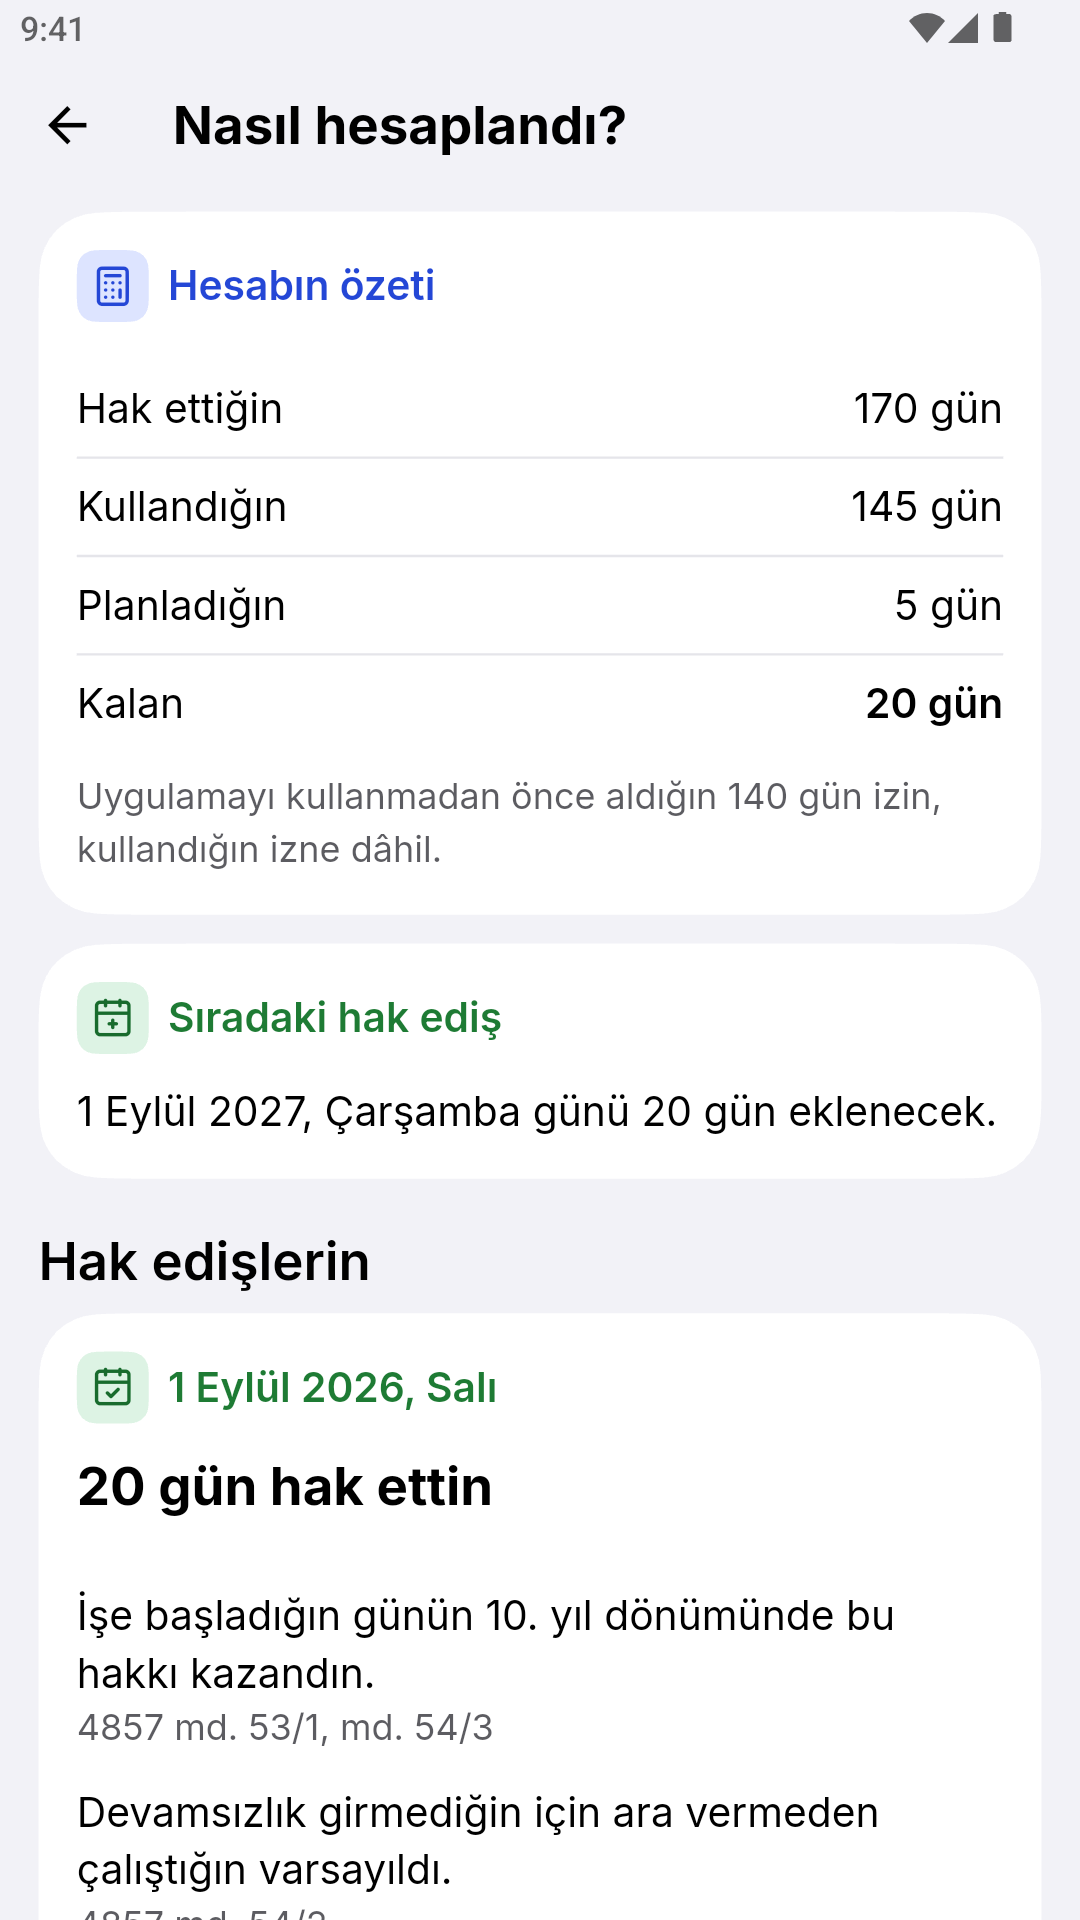 9:41
Nasıl hesaplandı?
Hesabın özeti
Hak ettiğin 170 gün
Kullandığın 145 gün
Planladığın 5 gün
Kalan 20 gün
Uygulamayı kullanmadan önce aldığın 140 gün izin,
kullandığın izne dâhil.
Sıradaki hak ediş
1 Eylül 2027, Çarşamba günü 20 gün eklenecek.
Hak edişlerin
1 Eylül 2026, Salı
20 gün hak ettin
İşe başladığın günün 10. yıl dönümünde bu
hakkı kazandın.
4857 md. 53/1, md. 54/3
Devamsızlık girmediğin için ara vermeden
çalıştığın varsayıldı.
4857 md.